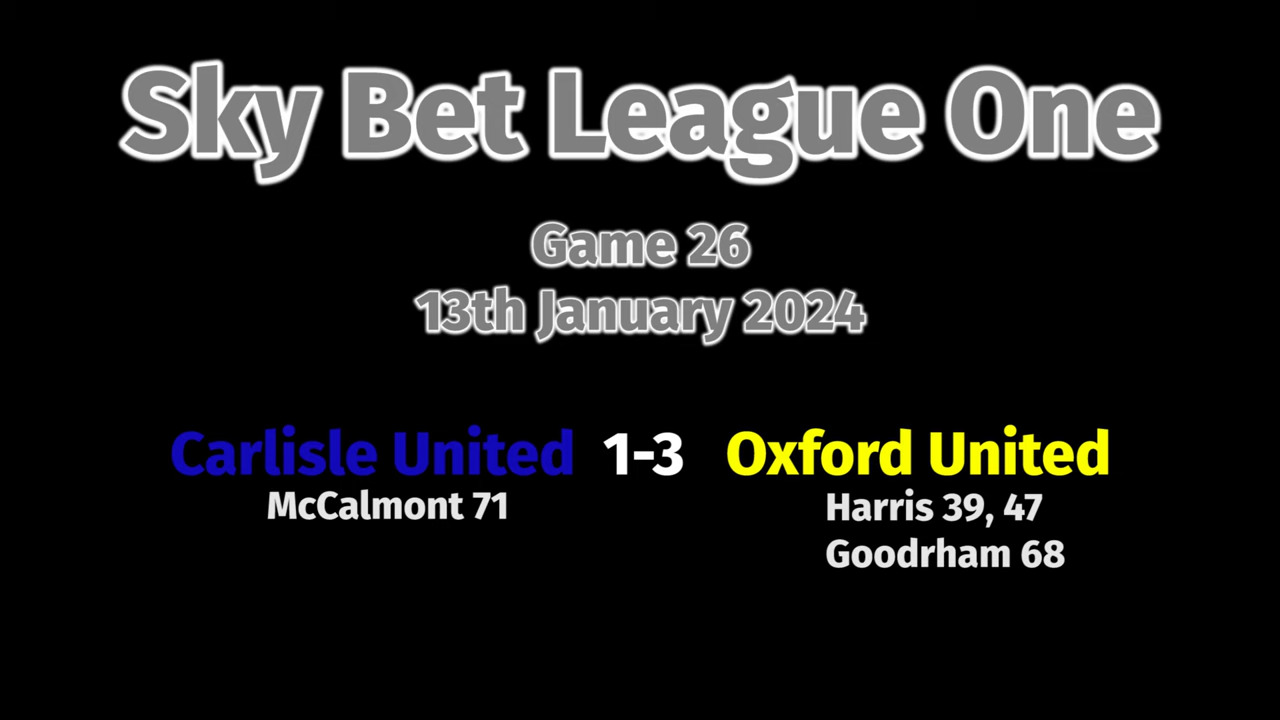 Sky Bet League One
Game 26
13th January 2024
Carlisle United 1-3 Oxford United
McCalmont 71 Harris 39, 47
Goodrham 68